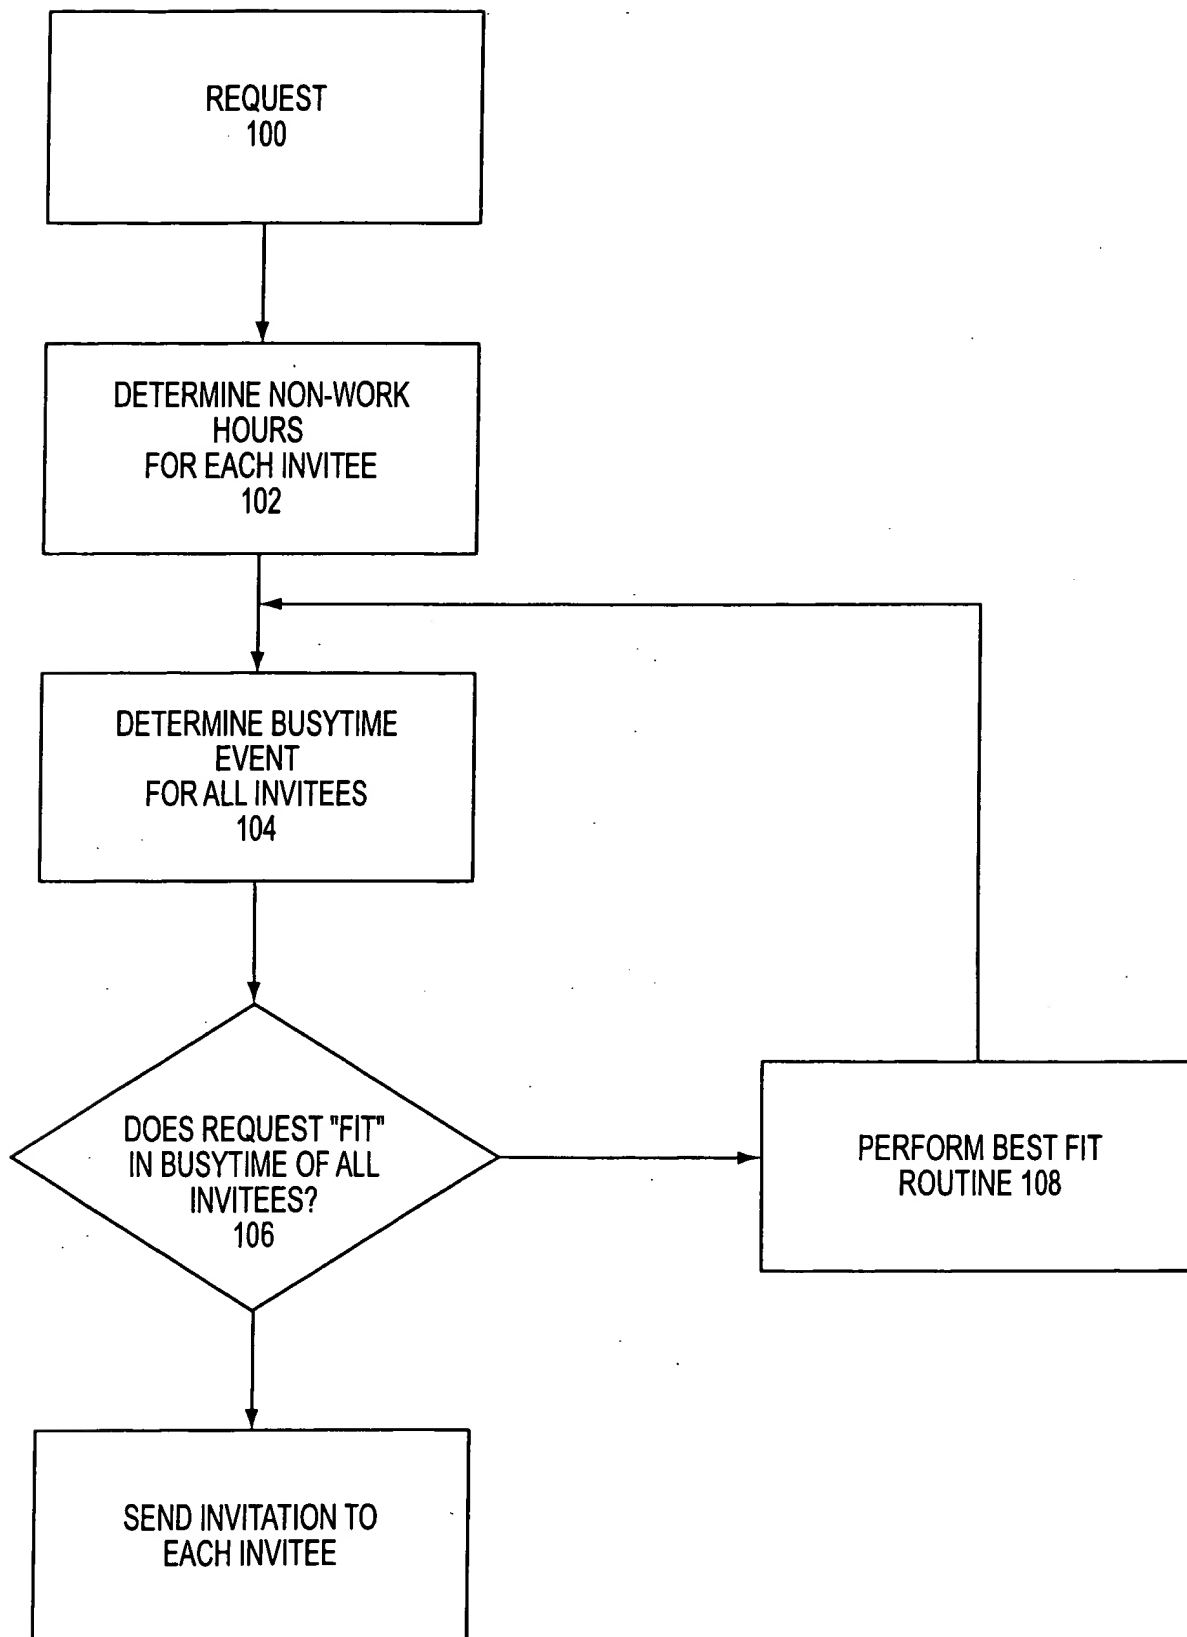 REQUEST
100
DETERMINE NON-WORK
HOURS
FOR EACH INVITEE
102
DETERMINE BUSYTIME
EVENT
FOR ALL INVITEES
104
DOES REQUEST "FIT"
IN BUSYTIME OF ALL
INVITEES?
106
PERFORM BEST FIT
ROUTINE 108
SEND INVITATION TO
EACH INVITEE